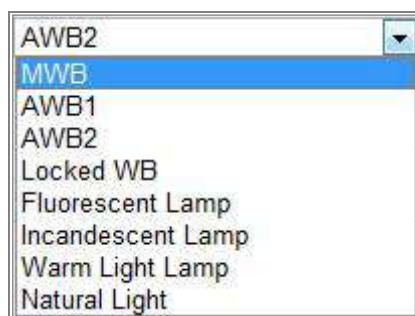 AWB2
MWB
AWB1
AWB2
Locked WB
Fluorescent Lamp
Incandescent Lamp
Warm Light Lamp
Natural Light